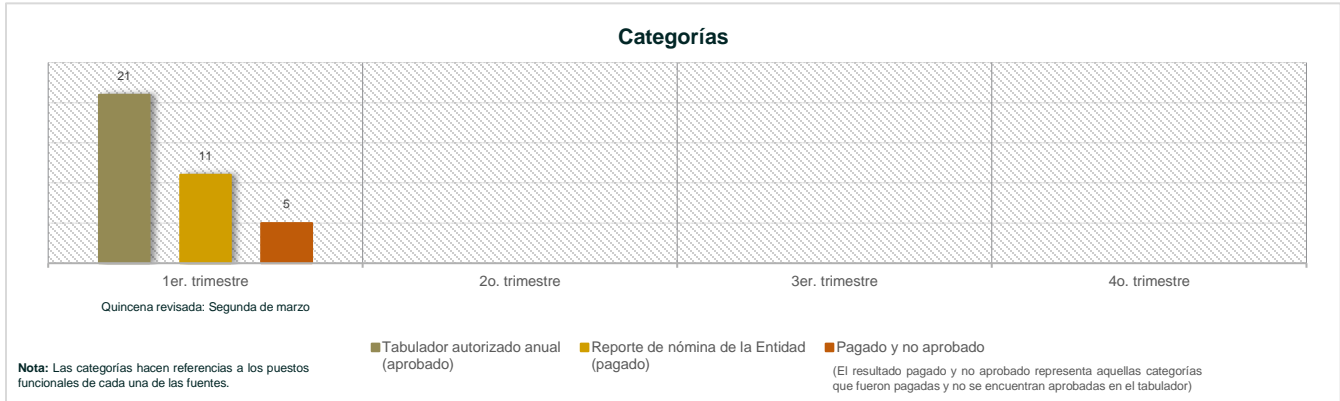 Categorías
21
11
5
1er. trimestre
2o. trimestre
3er. trimestre
4o. trimestre
Quincena revisada: Segunda de marzo
Tabulador autorizado anual
(aprobado)
Reporte de nómina de la Entidad
(pagado)
Pagado y no aprobado
(El resultado pagado y no aprobado representa aquellas categorías
que fueron pagadas y no se encuentran aprobadas en el tabulador)
Nota: Las categorías hacen referencias a los puestos
funcionales de cada una de las fuentes.